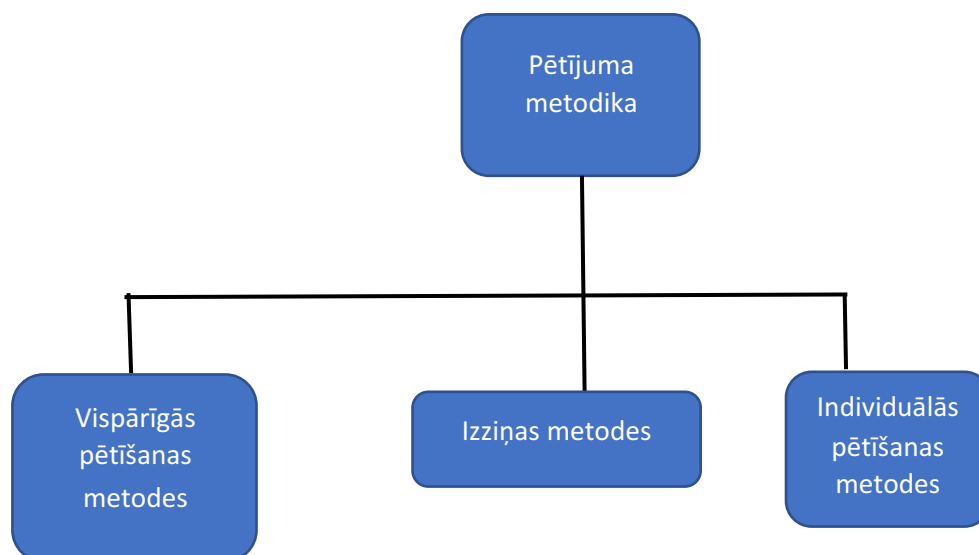 Pētījuma
metodika
Vispārīgās
pētīšanas
metodes
Izziņas metodes
Individuālās
pētīšanas
metodes